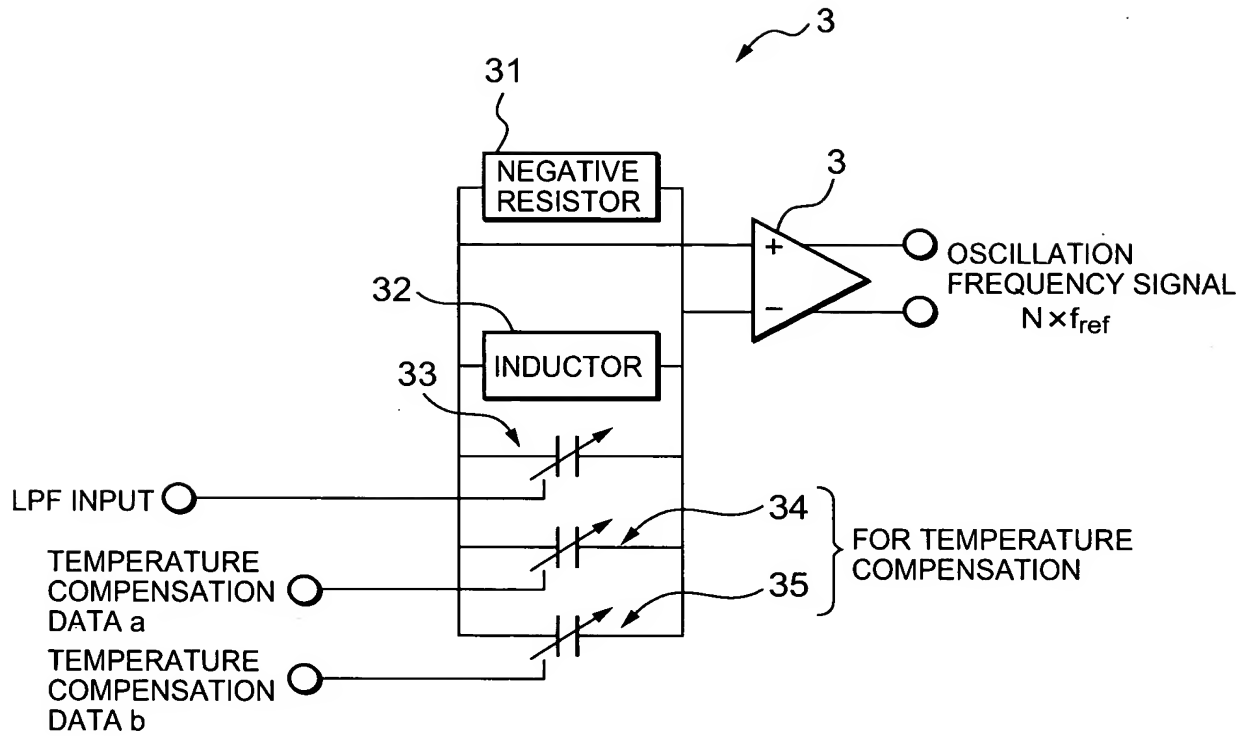 3
31
NEGATIVE
RESISTOR
3
+
−
OSCILLATION
FREQUENCY SIGNAL
N×fref
32
INDUCTOR
33
LPF INPUT
34
FOR TEMPERATURE
COMPENSATION
TEMPERATURE
COMPENSATION
DATA a
35
TEMPERATURE
COMPENSATION
DATA b